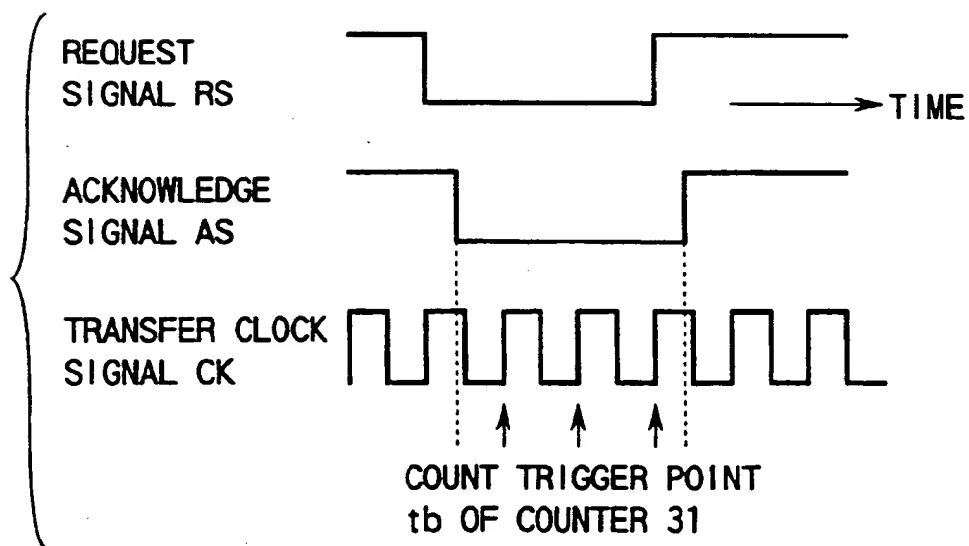 REQUEST
SIGNAL RS
TIME
ACKNOWLEDGE
SIGNAL AS
TRANSFER CLOCK
SIGNAL CK
COUNT TRIGGER POINT
tb OF COUNTER 31